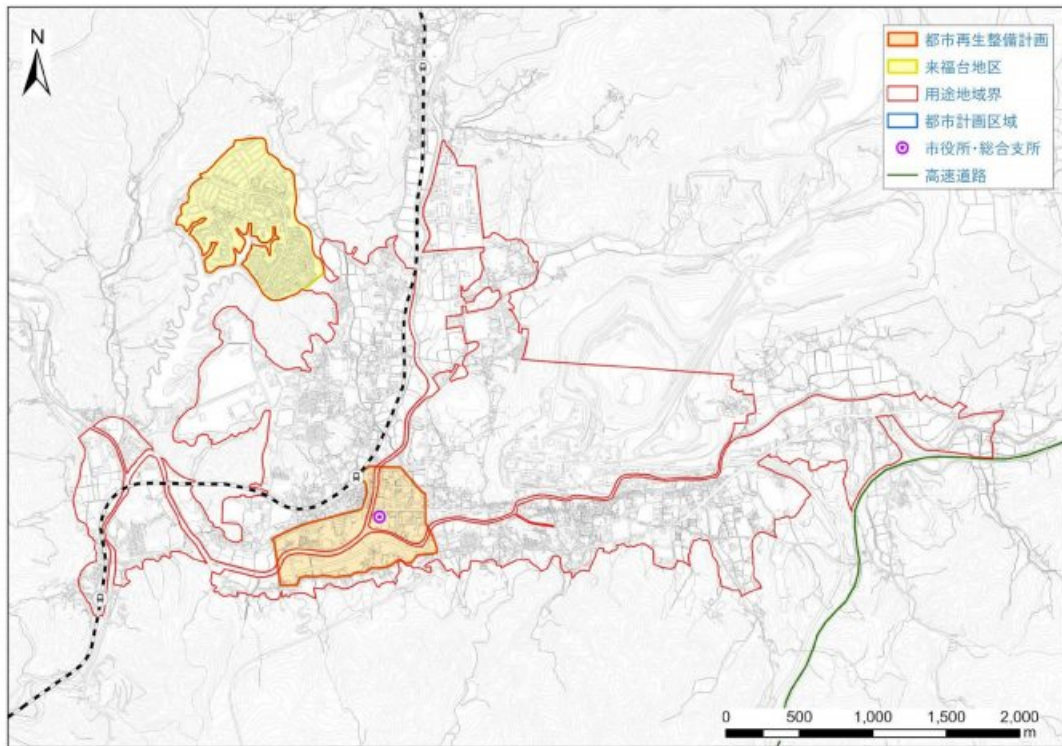 N
都市再生整備計画
来福台地区
用途地域界
都市計画区域
市役所・総合支所
高速道路
0 500 1,000 1,500 2,000
m